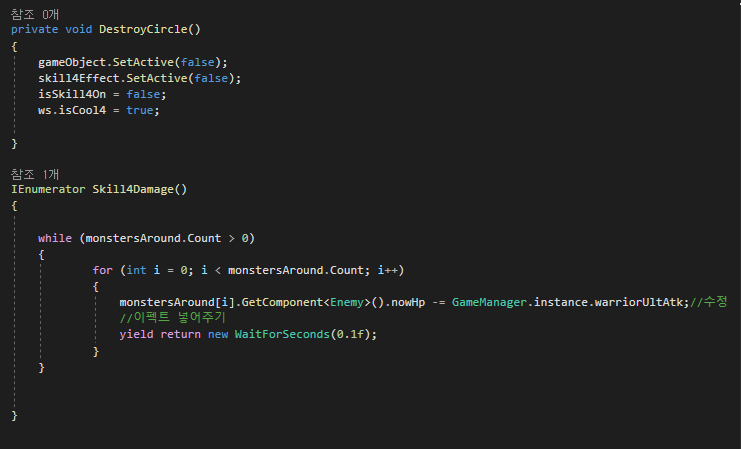 참조 0개
private void DestroyCircle()
{
gameObject.SetActive(false);
skill4Effect.SetActive(false);
isSkill4On = false;
ws.isCool4 = true;
}
참조 1개
IEnumerator Skill4Damage()
{
while (monstersAround.Count > 0)
{
for (int i = 0; i < monstersAround.Count; i++)
{
monstersAround[i].GetComponent<Enemy>().nowHp -= GameManager.instance.warriorUltAtk;//수정
//이펙트 넣어주기
yield return new WaitForSeconds(0.1f);
}
}
}